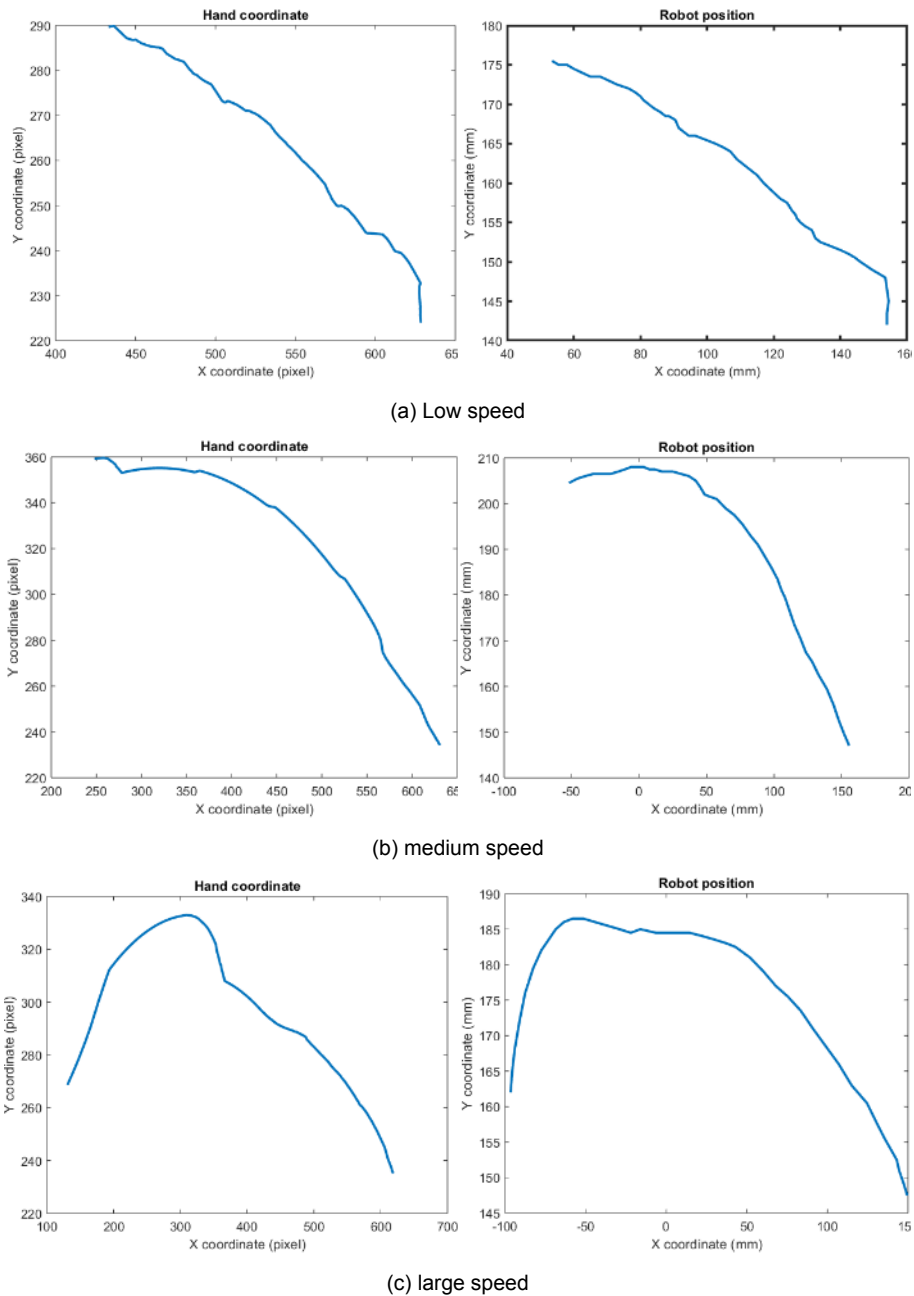 Hand coordinate
290
280
270
260
250
240
230
220
Y coordinate (pixel)
400 450 500 550 600 65
X coordinate (pixel)
Robot position
180
175
170
165
160
155
150
145
140
Y coordinate (mm)
40 60 80 100 120 140 160
X coodinate (mm)
(a) Low speed
Hand coordinate
360
340
320
300
280
260
240
220
Y coordinate (pixel)
200 250 300 350 400 450 500 550 600 65
X coordinate (pixel)
Robot position
210
200
190
180
170
160
150
140
Y coordinate (mm)
-100 -50 0 50 100 150 200
X coordinate (mm)
(b) medium speed
Hand coordinate
340
320
300
280
260
240
220
Y coordinate (pixel)
100 200 300 400 500 600 700
X coordinate (pixel)
Robot position
190
185
180
175
170
165
160
155
150
145
Y coordinate (mm)
-100 -50 0 50 100 15
X coordinate (mm)
(c) large speed